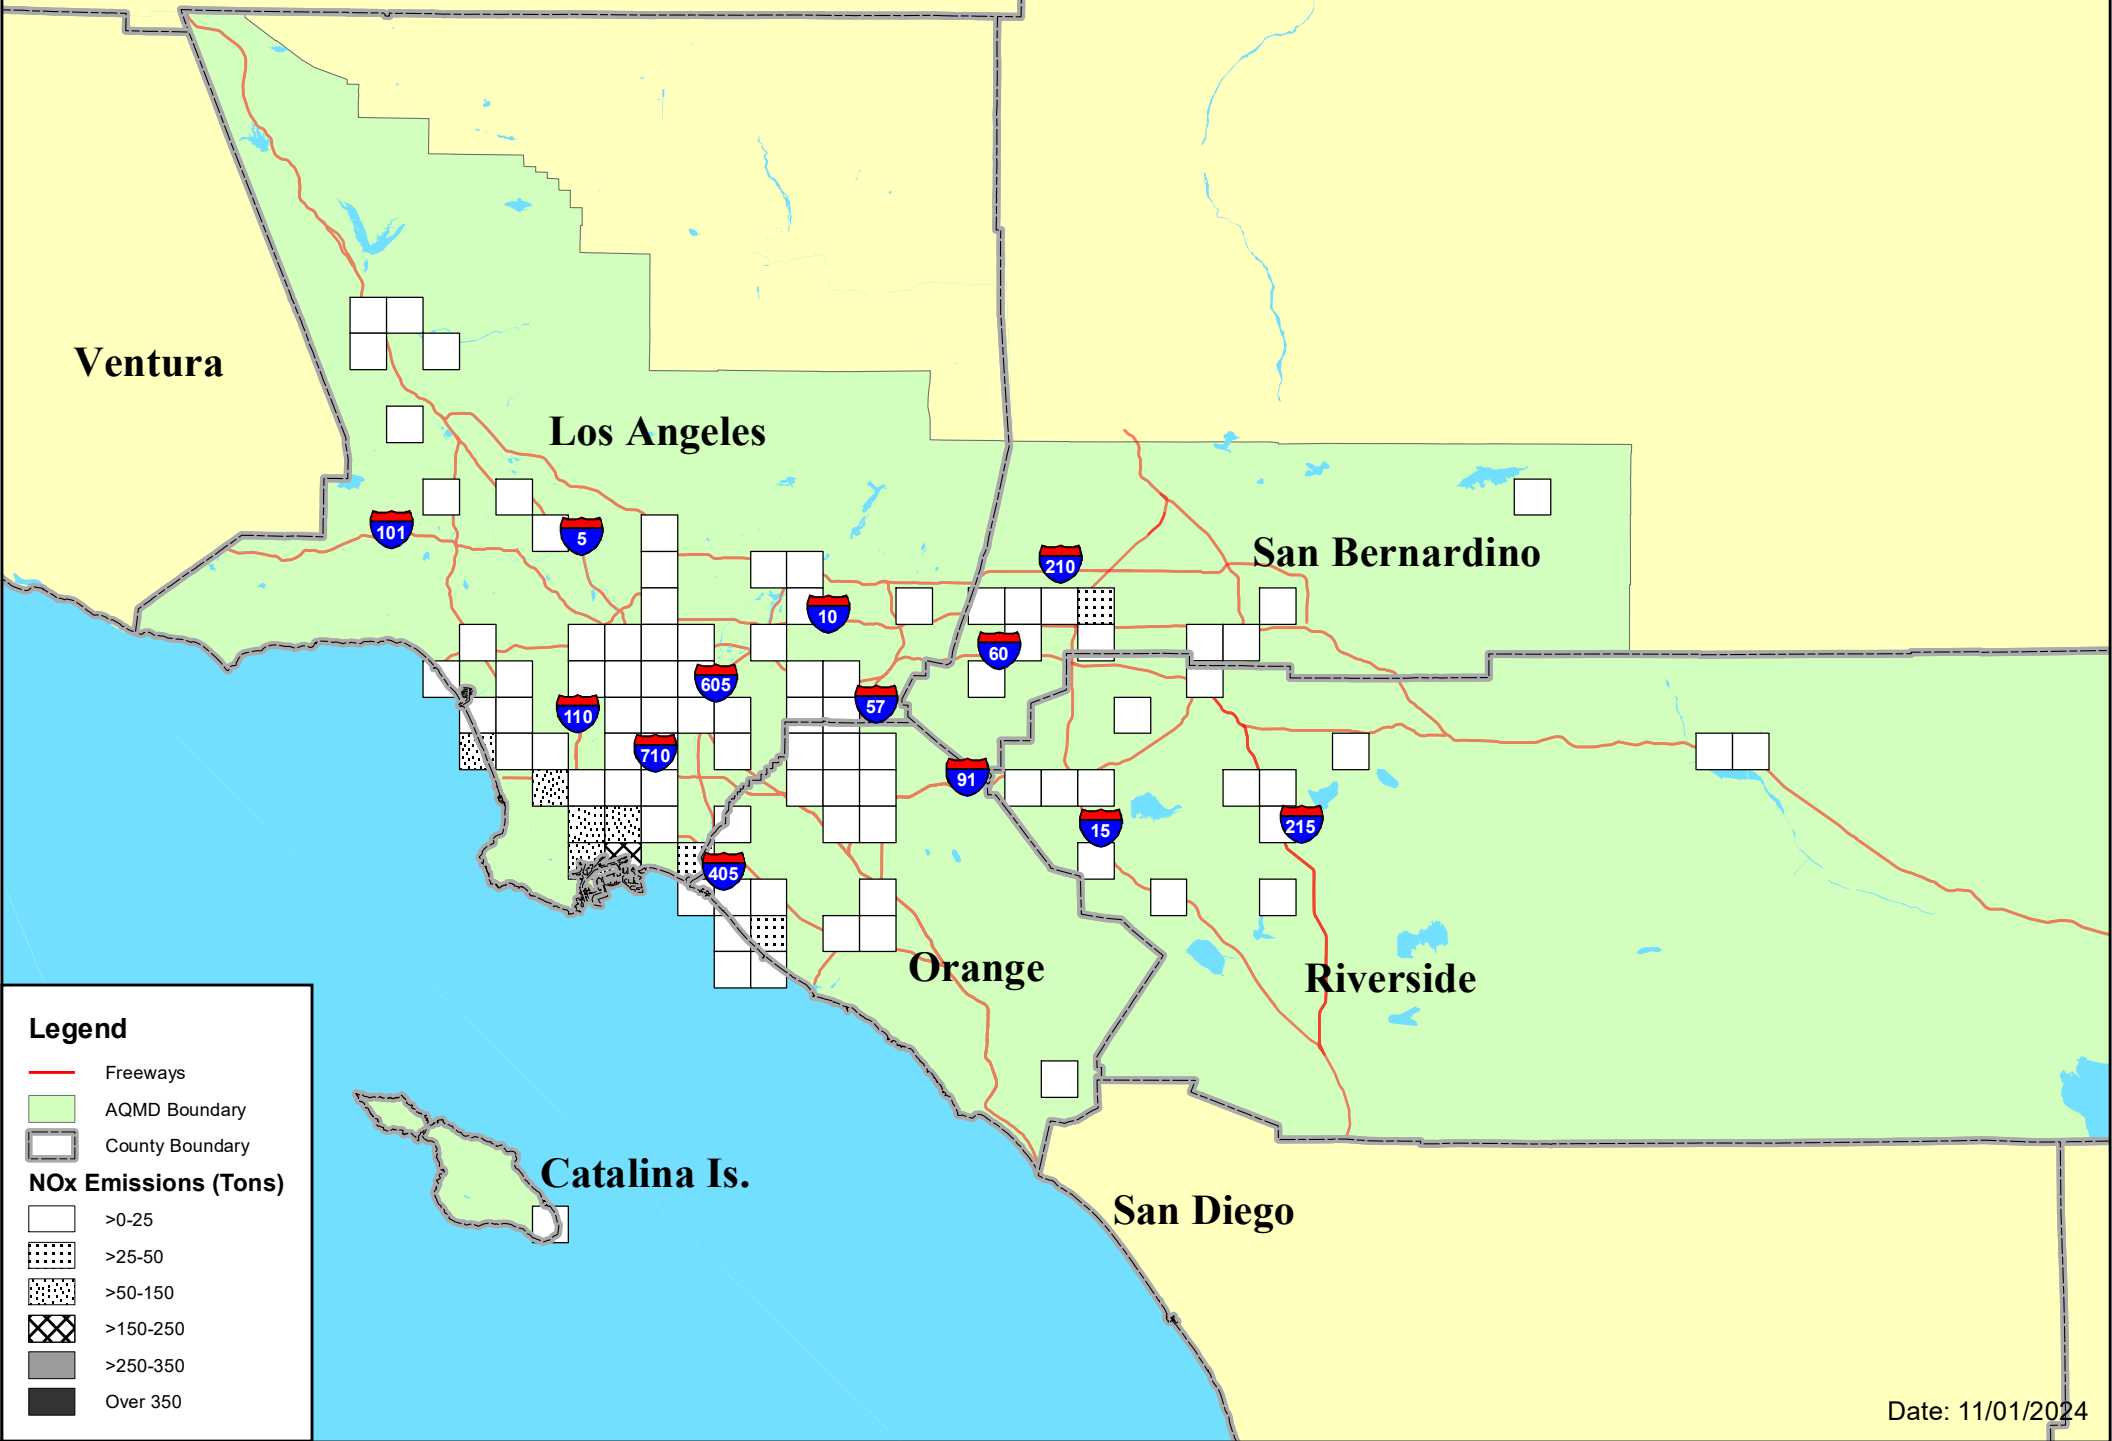 Ventura
Los Angeles
101
5
210
San Bernardino
10
60
605
110
57
710
91
15
215
405
Orange
Riverside
Catalina Is.
San Diego
Legend
Freeways
AQMD Boundary
County Boundary
NOx Emissions (Tons)
>0-25
>25-50
>50-150
>150-250
>250-350
Over 350
Date: 11/01/2024